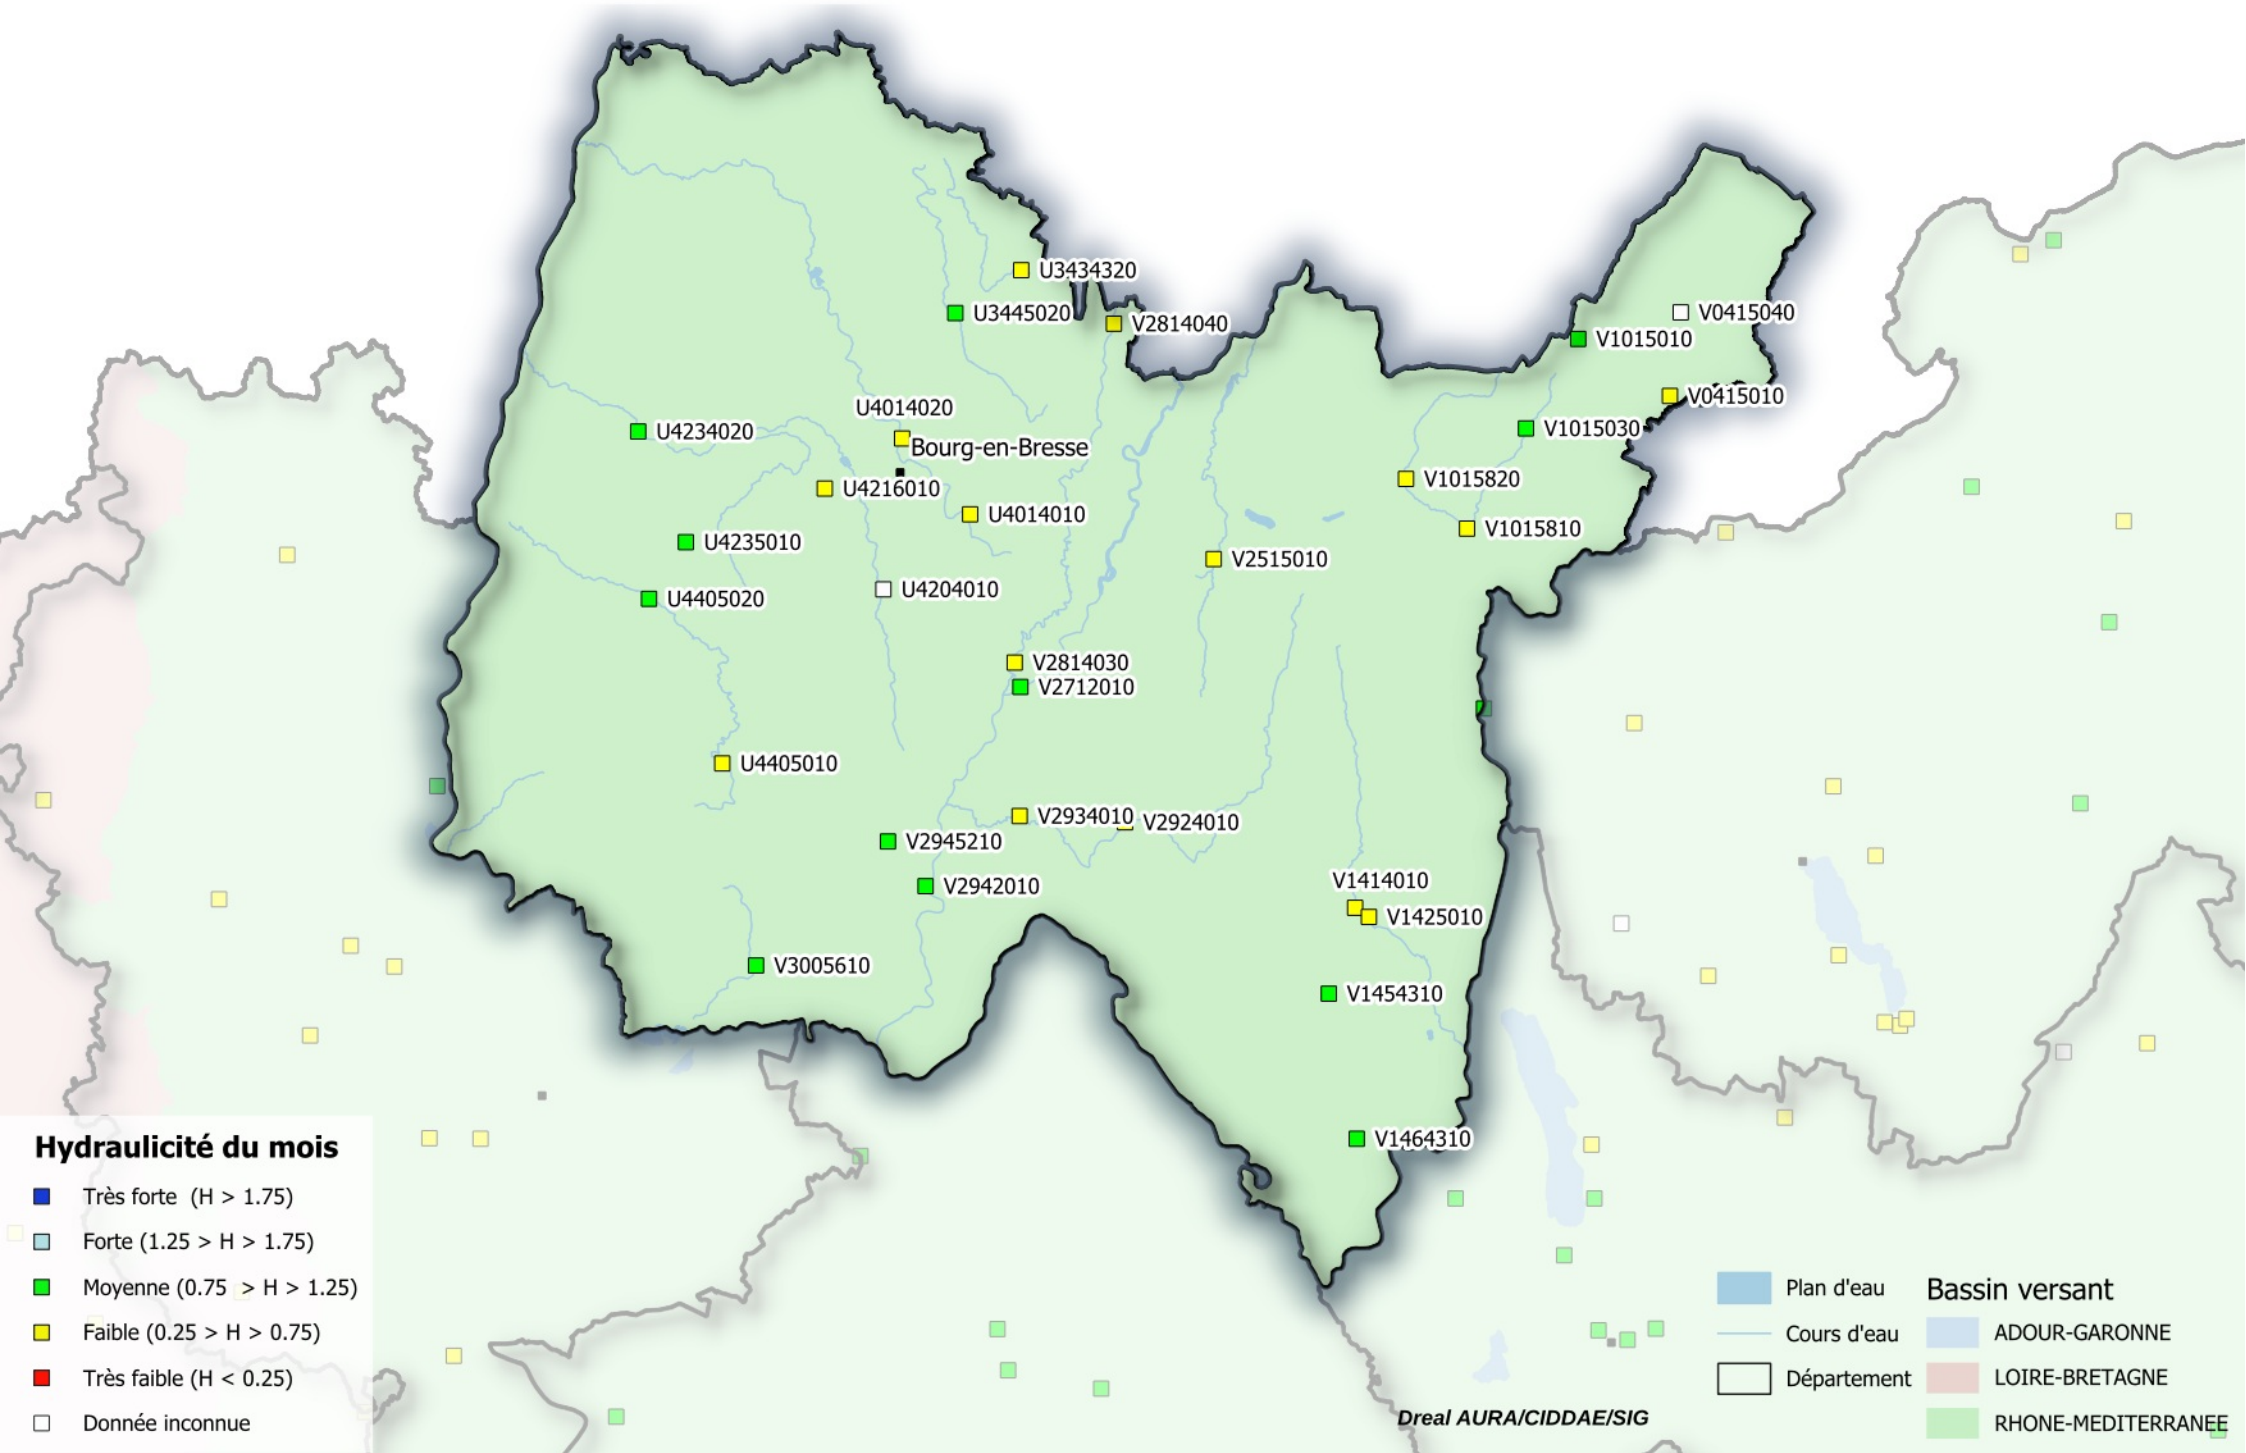 U3434320
U3445020
V2814040
V0415040
V1015010
V0415010
U4014020
U4234020
V1015030
Bourg-en-Bresse
V1015820
U4216010
U4014010
V1015810
U4235010
V2515010
U4204010
U4405020
V2814030
V2712010
U4405010
V2934010
V2924010
V2945210
V1414010
V2942010
V1425010
V3005610
V1454310
V1464310
Hydraulicité du mois
Très forte (H > 1.75)
Forte (1.25 > H > 1.75)
Moyenne (0.75 > H > 1.25)
Faible (0.25 > H > 0.75)
Très faible (H < 0.25)
Donnée inconnue
Plan d'eau
Cours d'eau
Département
Bassin versant
ADOUR-GARONNE
LOIRE-BRETAGNE
RHONE-MEDITERRANEE
Dreal AURA/CIDDAE/SIG